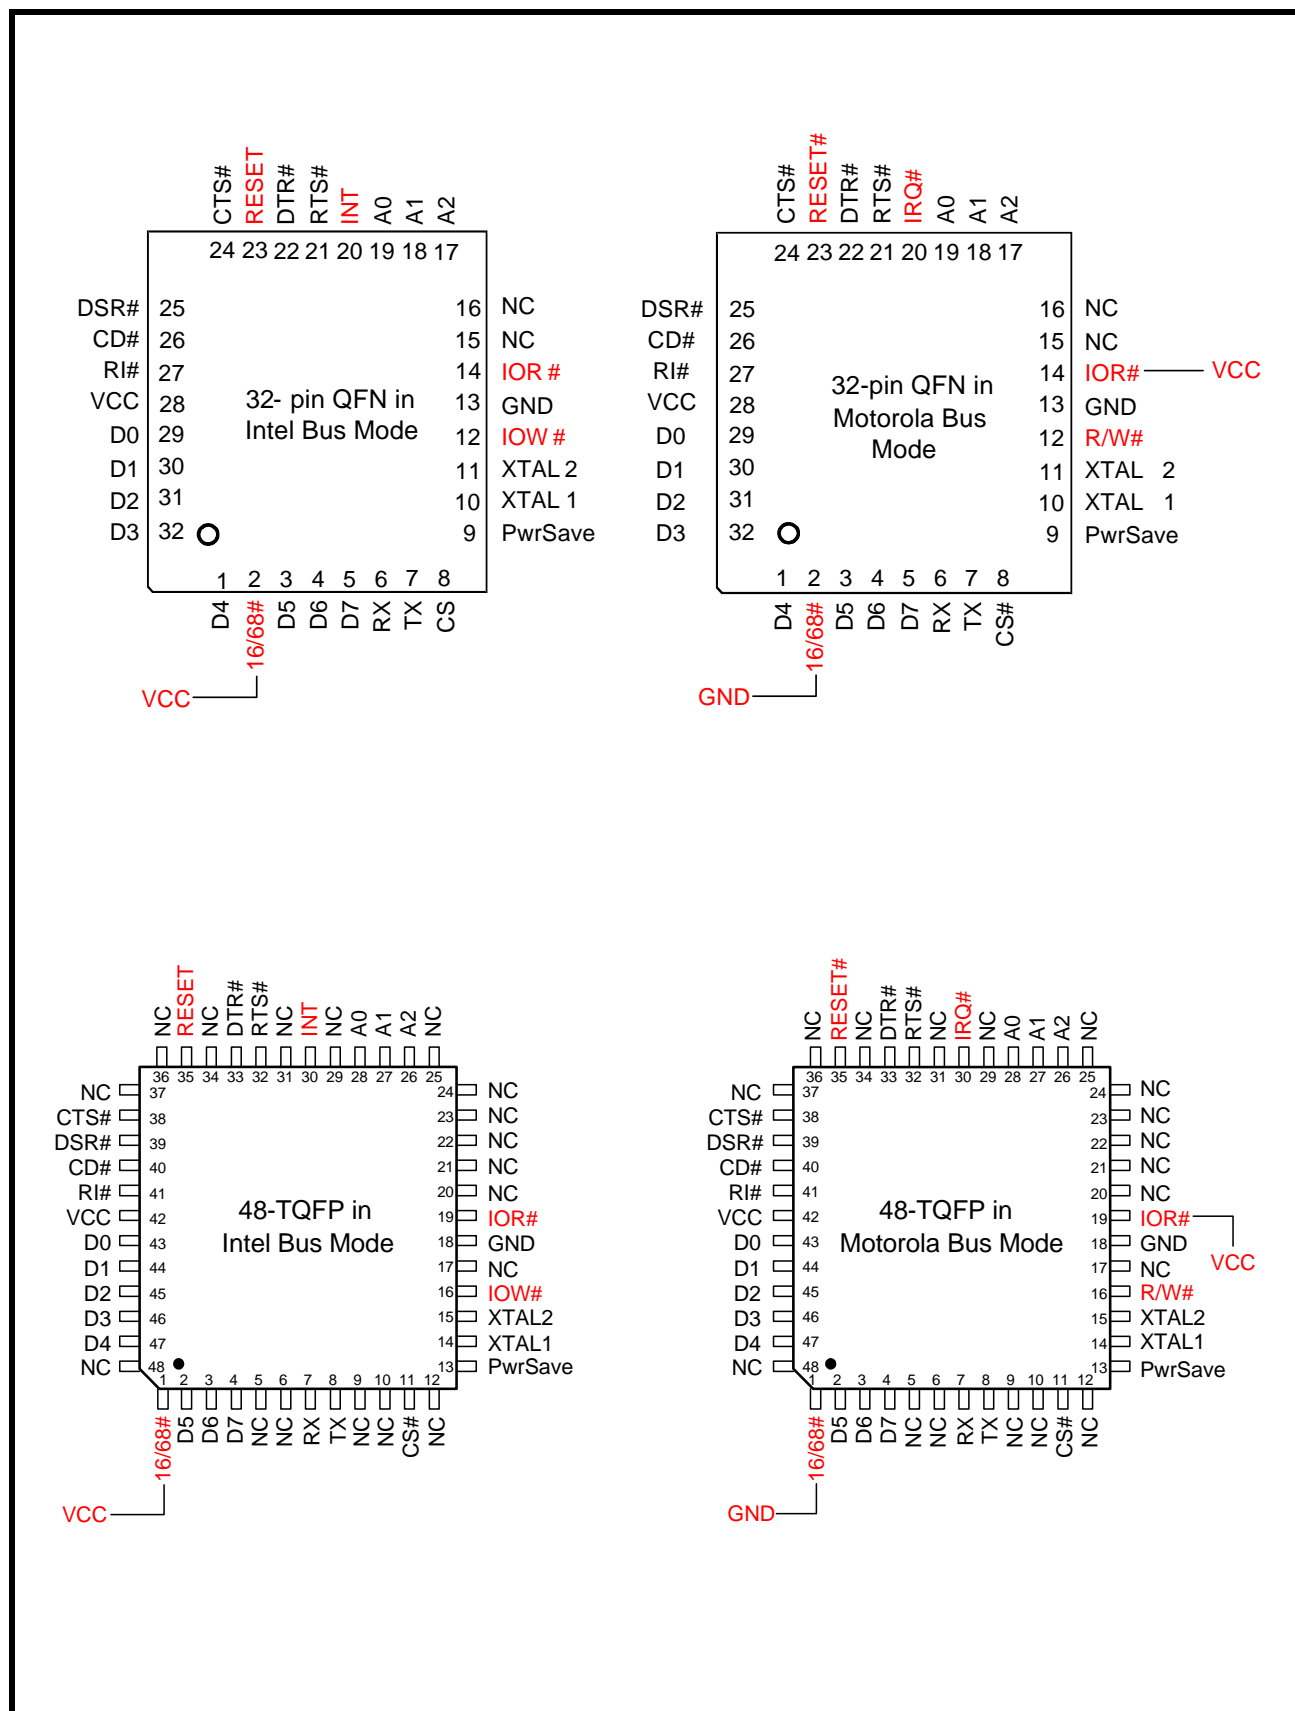 CTS# RESET DTR# RTS# INT A0 A1 A2
24 23 22 21 20 19 18 17
DSR# 25 16 NC
CD# 26 15 NC
RI# 27 14 IOR #
VCC 28 13 GND
D0 29 12 IOW #
D1 30 11 XTAL 2
D2 31 10 XTAL 1
D3 32 9 PwrSave
32- pin QFN in
Intel Bus Mode
1 2 3 4 5 6 7 8
D4 16/68# D5 D6 D7 RX TX CS
VCC
CTS# RESET# DTR# RTS# IRQ# A0 A1 A2
24 23 22 21 20 19 18 17
DSR# 25 16 NC
CD# 26 15 NC
RI# 27 14 IOR# VCC
VCC 28 13 GND
D0 29 12 R/W#
D1 30 11 XTAL 2
D2 31 10 XTAL 1
D3 32 9 PwrSave
32-pin QFN in
Motorola Bus
Mode
1 2 3 4 5 6 7 8
D4 16/68# D5 D6 D7 RX TX CS#
GND
NC RESET NC DTR# RTS# NC INT NC A0 A1 A2 NC
36 35 34 33 32 31 30 29 28 27 26 25
NC 37 24 NC
CTS# 38 23 NC
DSR# 39 22 NC
CD# 40 21 NC
RI# 41 20 NC
VCC 42 19 IOR#
D0 43 18 GND
D1 44 17 NC
D2 45 16 IOW#
D3 46 15 XTAL2
D4 47 14 XTAL1
NC 48 13 PwrSave
48-TQFP in
Intel Bus Mode
1 2 3 4 5 6 7 8 9 10 11 12
16/68# D5 D6 D7 NC NC RX TX NC NC CS# NC
VCC
NC RESET# NC DTR# RTS# NC IRQ# NC A0 A1 A2 NC
36 35 34 33 32 31 30 29 28 27 26 25
NC 37 24 NC
CTS# 38 23 NC
DSR# 39 22 NC
CD# 40 21 NC
RI# 41 20 NC
VCC 42 19 IOR#
D0 43 18 GND
VCC
D1 44 17 NC
D2 45 16 R/W#
D3 46 15 XTAL2
D4 47 14 XTAL1
NC 48 13 PwrSave
48-TQFP in
Motorola Bus Mode
1 2 3 4 5 6 7 8 9 10 11 12
16/68# D5 D6 D7 NC NC RX TX NC NC CS# NC
GND